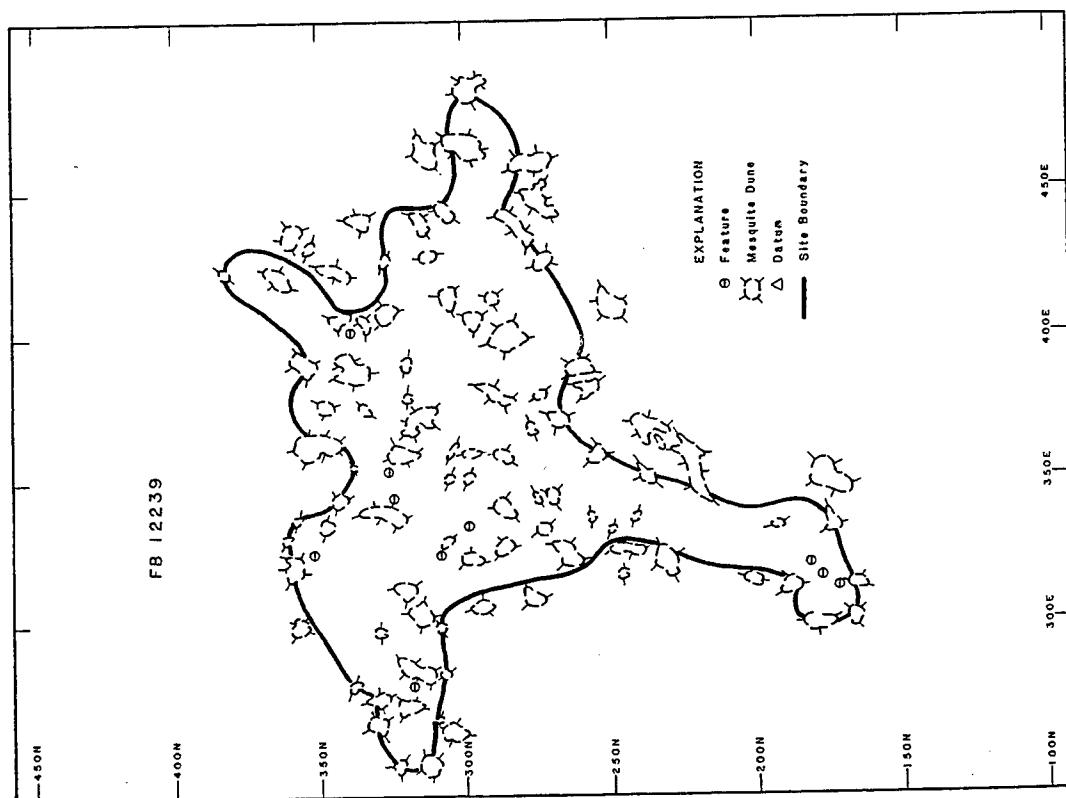 FB 12239
EXPLANATION
Feature
Mesquite Dune
Datum
Site Boundary
450E
400E
350E
300E
450N
400N
350N
300N
250N
200N
150N
100N